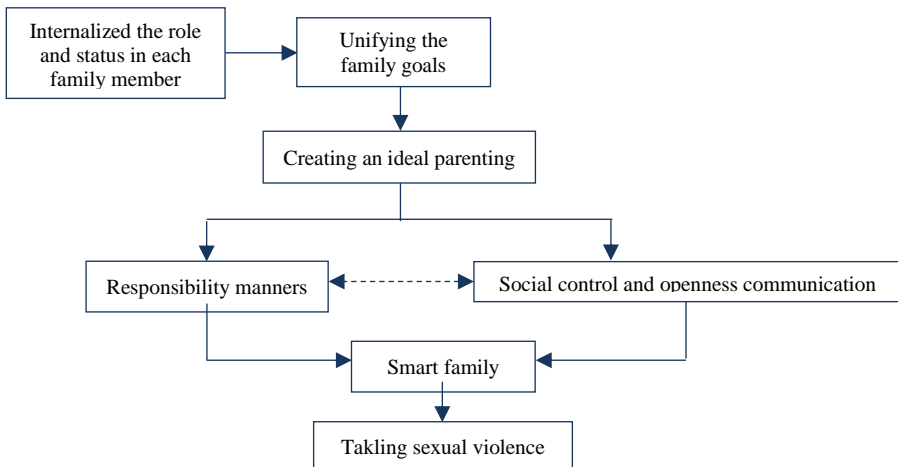 Internalized the role
and status in each
family member
Unifying the
family goals
Creating an ideal parenting
Responsibility manners
Social control and openness communication
Smart family
Takling sexual violence